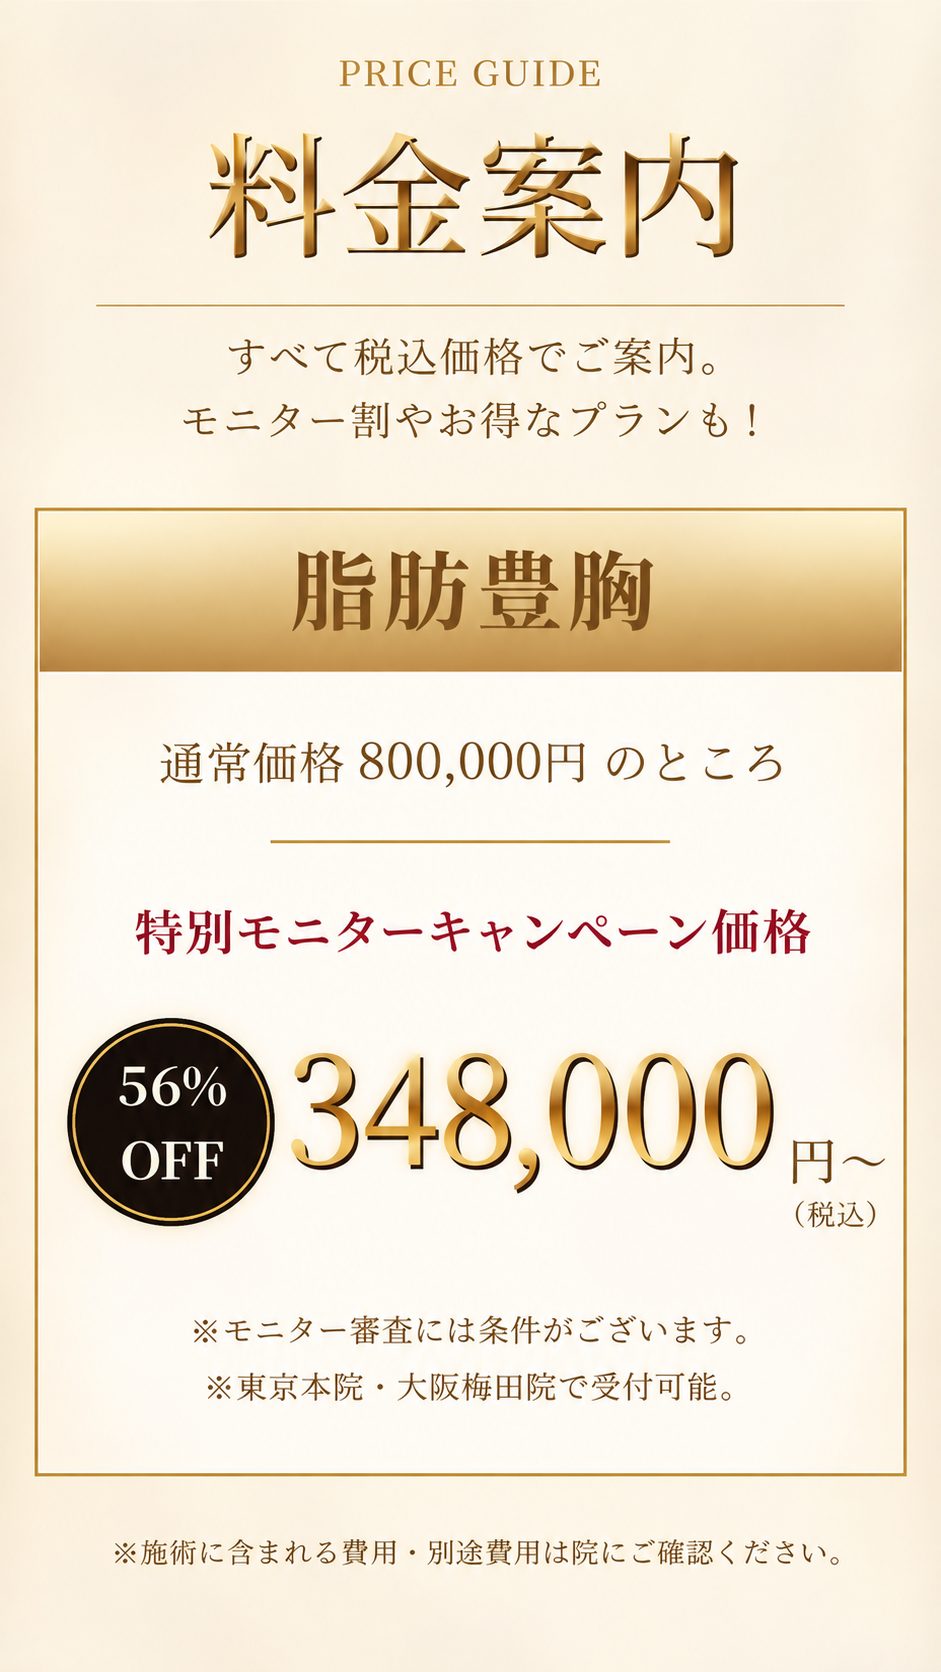 PRICE GUIDE
料金案内
すべて税込価格でご案内。
モニター割やお得なプランも！
脂肪豊胸
通常価格 800,000円 のところ
特別モニターキャンペーン価格
56%
OFF
348,000円〜
（税込）
※モニター審査には条件がございます。
※東京本院・大阪梅田院で受付可能。
※施術に含まれる費用・別途費用は院にご確認ください。